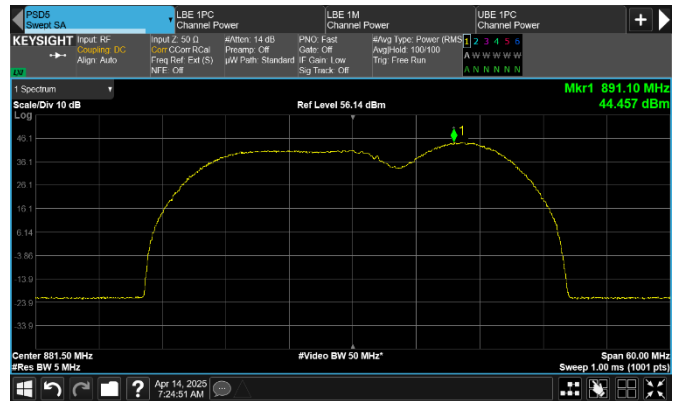 PSD5
Swept SA
LBE 1PC
Channel Power
LBE 1M
Channel Power
UBE 1PC
Channel Power
KEYSIGHT
Input: RF
Coupling: DC
Align: Auto
Input Z: 50 Ω
Corr CCorr RCal
Freq Ref: Ext (S)
NFE: Off
#Atten: 14 dB
Preamp: Off
µW Path: Standard
PNO: Fast
Gate: Off
IF Gain: Low
Sig Track: Off
#Avg Type: Power (RMS)
Avg|Hold: 100/100
Trig: Free Run
1 2 3 4 5 6
A W W W W W
A N N N N N
LXI
1 Spectrum
Mkr1 891.10 MHz
Scale/Div 10 dB
Ref Level 56.14 dBm
44.457 dBm
Log
1
46.1
36.1
26.1
16.1
6.14
-3.86
-13.9
-23.9
-33.9
Center 881.50 MHz
#Video BW 50 MHz*
Span 60.00 MHz
#Res BW 5 MHz
Sweep 1.00 ms (1001 pts)
?
Apr 14, 2025
7:24:51 AM